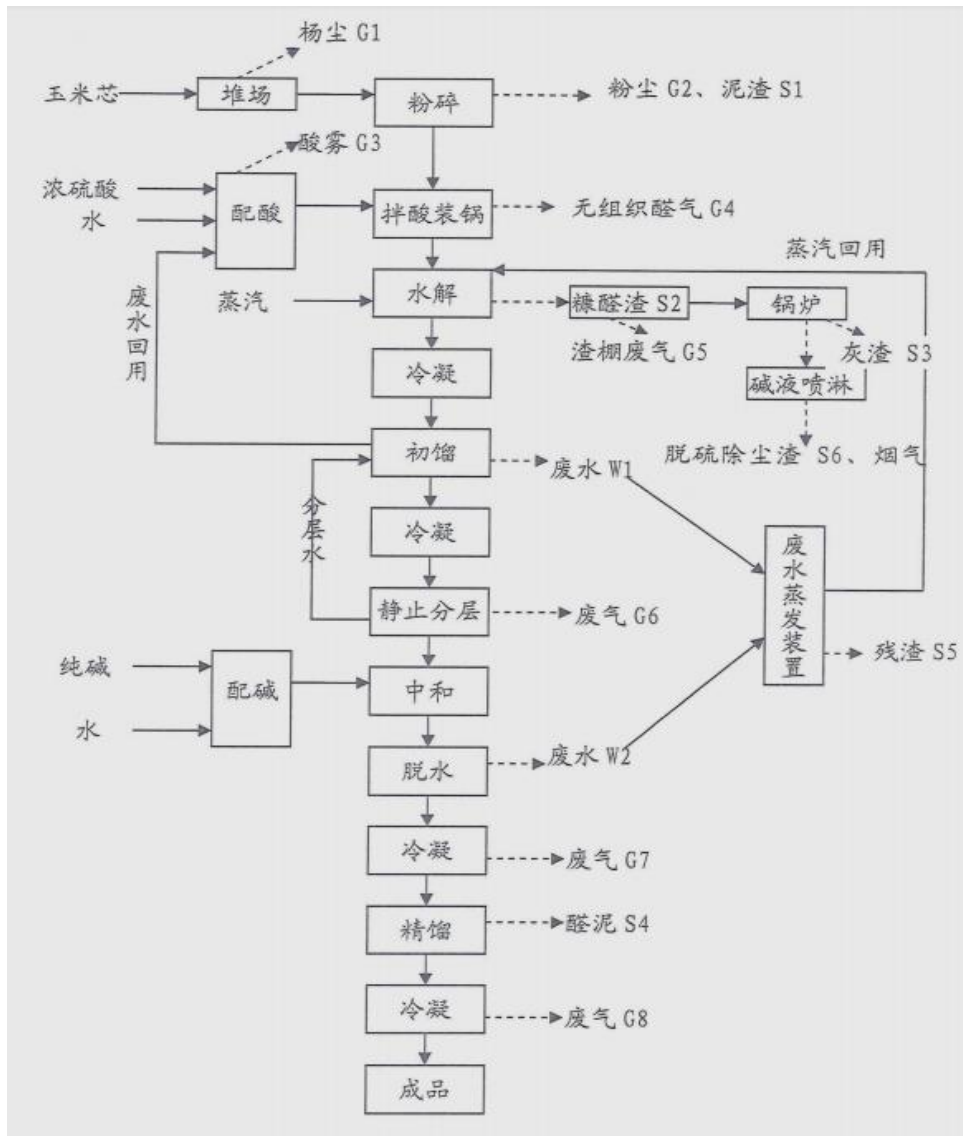 杨尘 G1
玉米芯
堆场
粉碎
粉尘 G2、泥渣 S1
酸雾 G3
浓硫酸
水
配酸
拌酸装锅
无组织醛气 G4
蒸汽回用
废水回用
蒸汽
水解
糠醛渣 S2
锅炉
渣棚废气 G5
灰渣 S3
冷凝
碱液喷淋
初馏
废水 W1
脱硫除尘渣 S6、烟气
分层水
冷凝
废水蒸发装置
静止分层
废气 G6
残渣 S5
纯碱
水
配碱
中和
脱水
废水 W2
冷凝
废气 G7
精馏
醛泥 S4
冷凝
废气 G8
成品